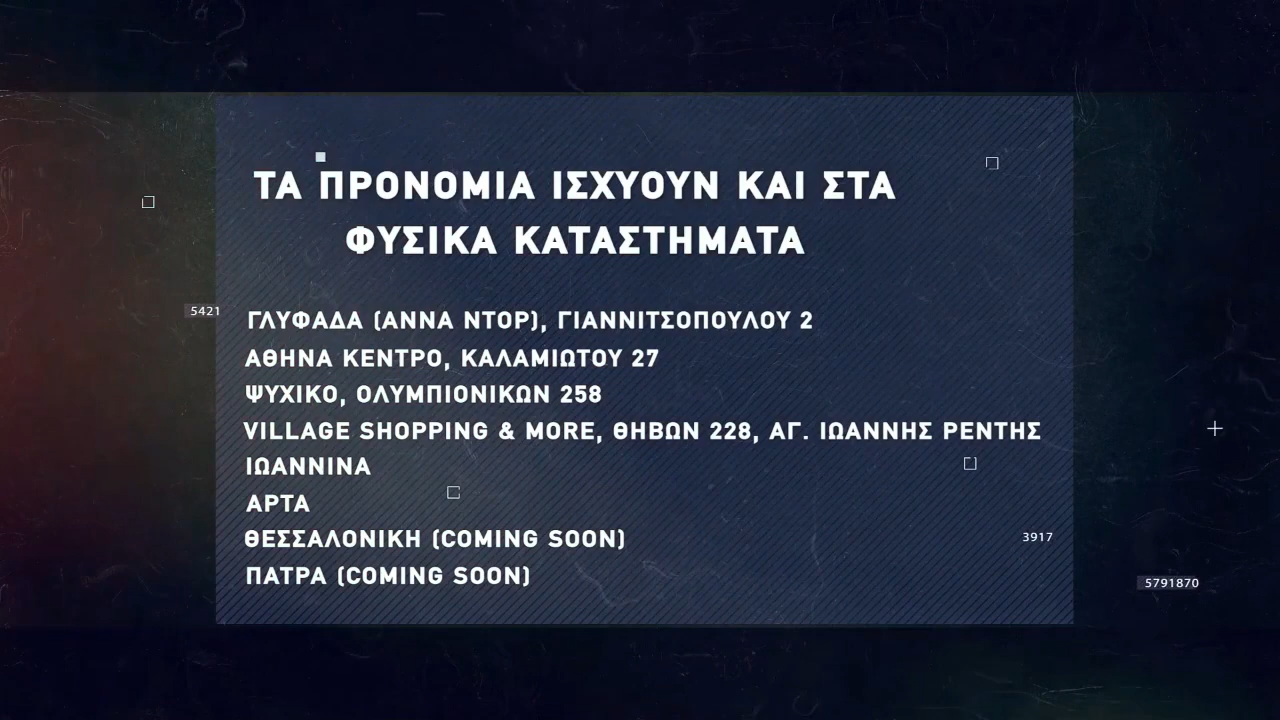 ΤΑ ΠΡΟΝΟΜΙΑ ΙΣΧΥΟΥΝ ΚΑΙ ΣΤΑ
ΦΥΣΙΚΑ ΚΑΤΑΣΤΗΜΑΤΑ
5421
ΓΛΥΦΑΔΑ (ΑΝΝΑ ΝΤΟΡ), ΓΙΑΝΝΙΤΣΟΠΟΥΛΟΥ 2
ΑΘΗΝΑ ΚΕΝΤΡΟ, ΚΑΛΑΜΙΩΤΟΥ 27
ΨΥΧΙΚΟ, ΟΛΥΜΠΙΟΝΙΚΩΝ 258
VILLAGE SHOPPING & MORE, ΘΗΒΩΝ 228, ΑΓ. ΙΩΑΝΝΗΣ ΡΕΝΤΗΣ
ΙΩΑΝΝΙΝΑ
ΑΡΤΑ
ΘΕΣΣΑΛΟΝΙΚΗ (COMING SOON)
3917
ΠΑΤΡΑ (COMING SOON)
5791870